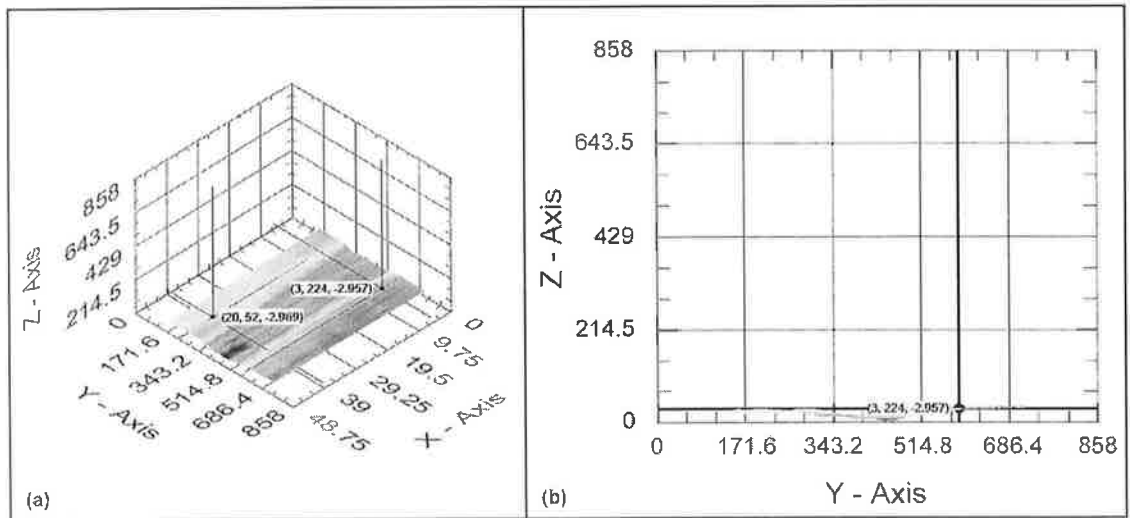 858
643.5
429
214.5
0
Z - Axis
(3, 224, -2.957)
(20, 52, -2.969)
171.6
343.2
514.8
686.4
858
Y - Axis
0
9.75
19.5
29.25
39
48.75
X - Axis
(a)
858
643.5
429
214.5
0
Z - Axis
(3, 224, -2.957)
0
171.6
343.2
514.8
686.4
858
Y - Axis
(b)